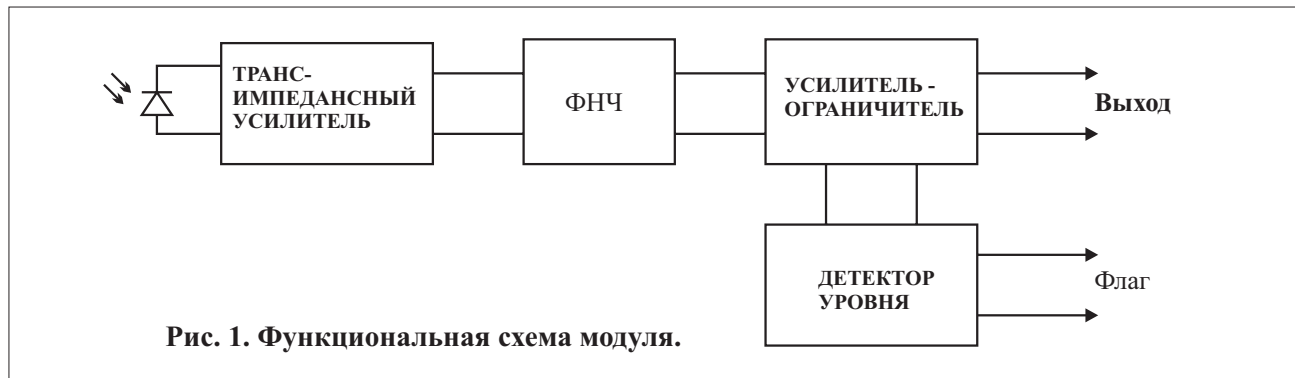 ТРАНС-
ИМПЕДАНСНЫЙ
УСИЛИТЕЛЬ
ФНЧ
УСИЛИТЕЛЬ -
ОГРАНИЧИТЕЛЬ
Выход
ДЕТЕКТОР
УРОВНЯ
Флаг
Рис. 1. Функциональная схема модуля.